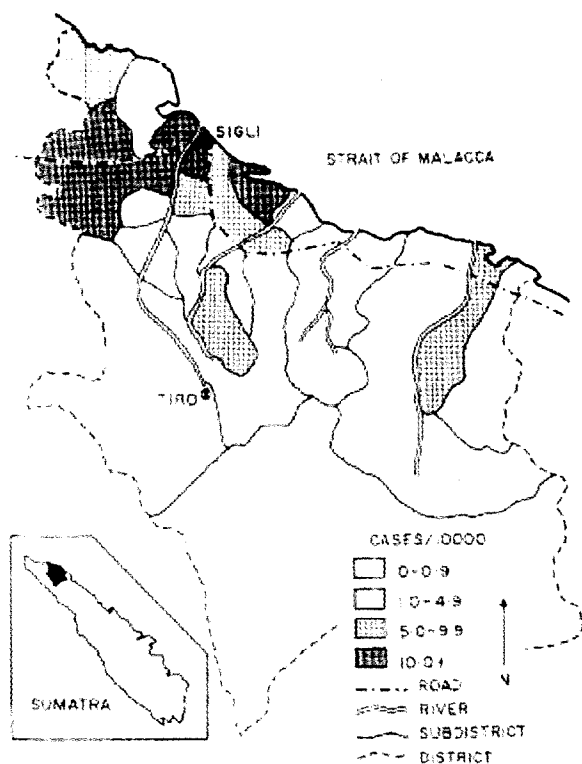 SIGLI
STRAIT OF MALACCA
TIRO
CASES/10000
0-0.9
1.0-4.9
5.0-9.9
10.0+
ROAD
RIVER
SUBDISTRICT
DISTRICT
N
SUMATRA